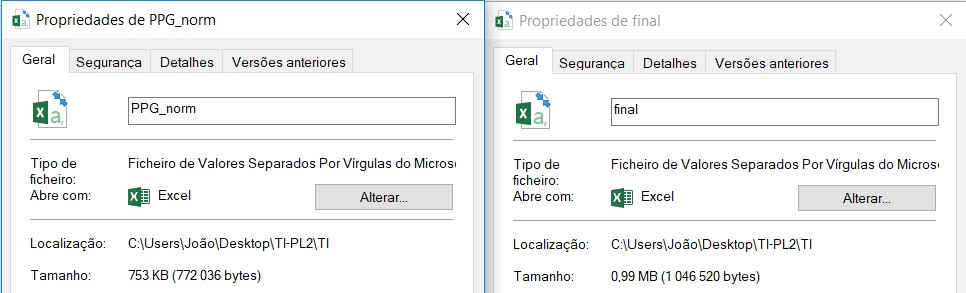 Propriedades de PPG_norm
Geral Segurança Detalhes Versões anteriores
PPG_norm
Tipo de ficheiro: Ficheiro de Valores Separados Por Vírgulas do Microso
Abre com: Excel Alterar...
Localização: C:\Users\João\Desktop\TI-PL2\TI
Tamanho: 753 KB (772 036 bytes)
Propriedades de final
Geral Segurança Detalhes Versões anteriores
final
Tipo de ficheiro: Ficheiro de Valores Separados Por Vírgulas do Microso
Abre com: Excel Alterar...
Localização: C:\Users\João\Desktop\TI-PL2\TI
Tamanho: 0,99 MB (1 046 520 bytes)